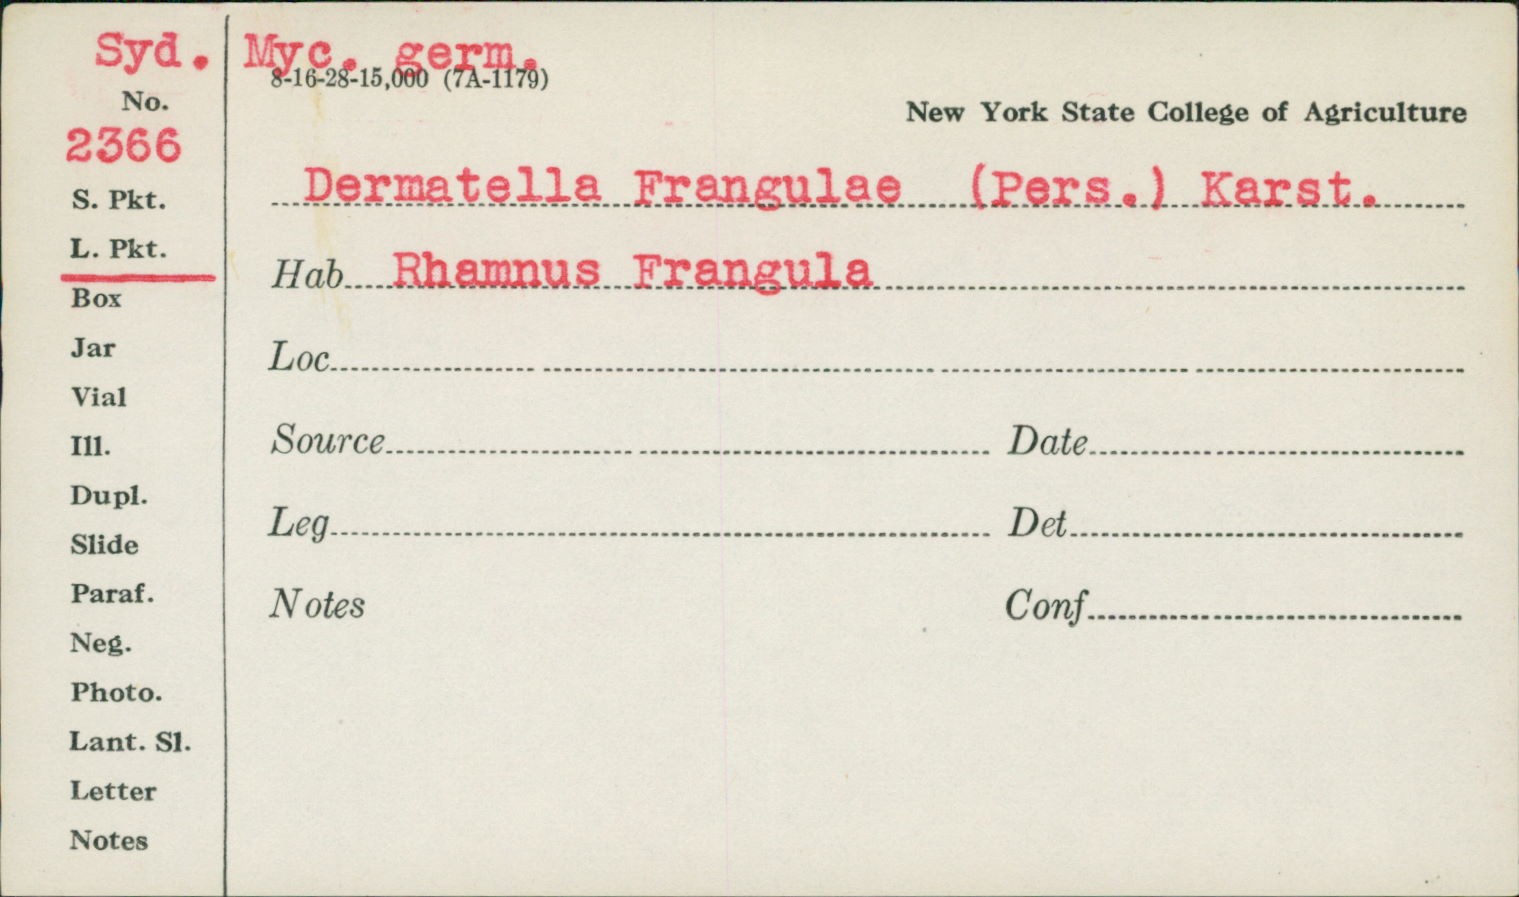 Syd. Myc. germ.
8-16-28-15,000 (7A-1179)
No.
New York State College of Agriculture
2366
Dermatella Frangulae (Pers.) Karst.
S. Pkt.
L. Pkt.
Hab Rhamnus Frangula
Box
Jar
Loc
Vial
Ill.
Source Date
Dupl.
Leg Det
Slide
Paraf.
Notes Conf
Neg.
Photo.
Lant. Sl.
Letter
Notes